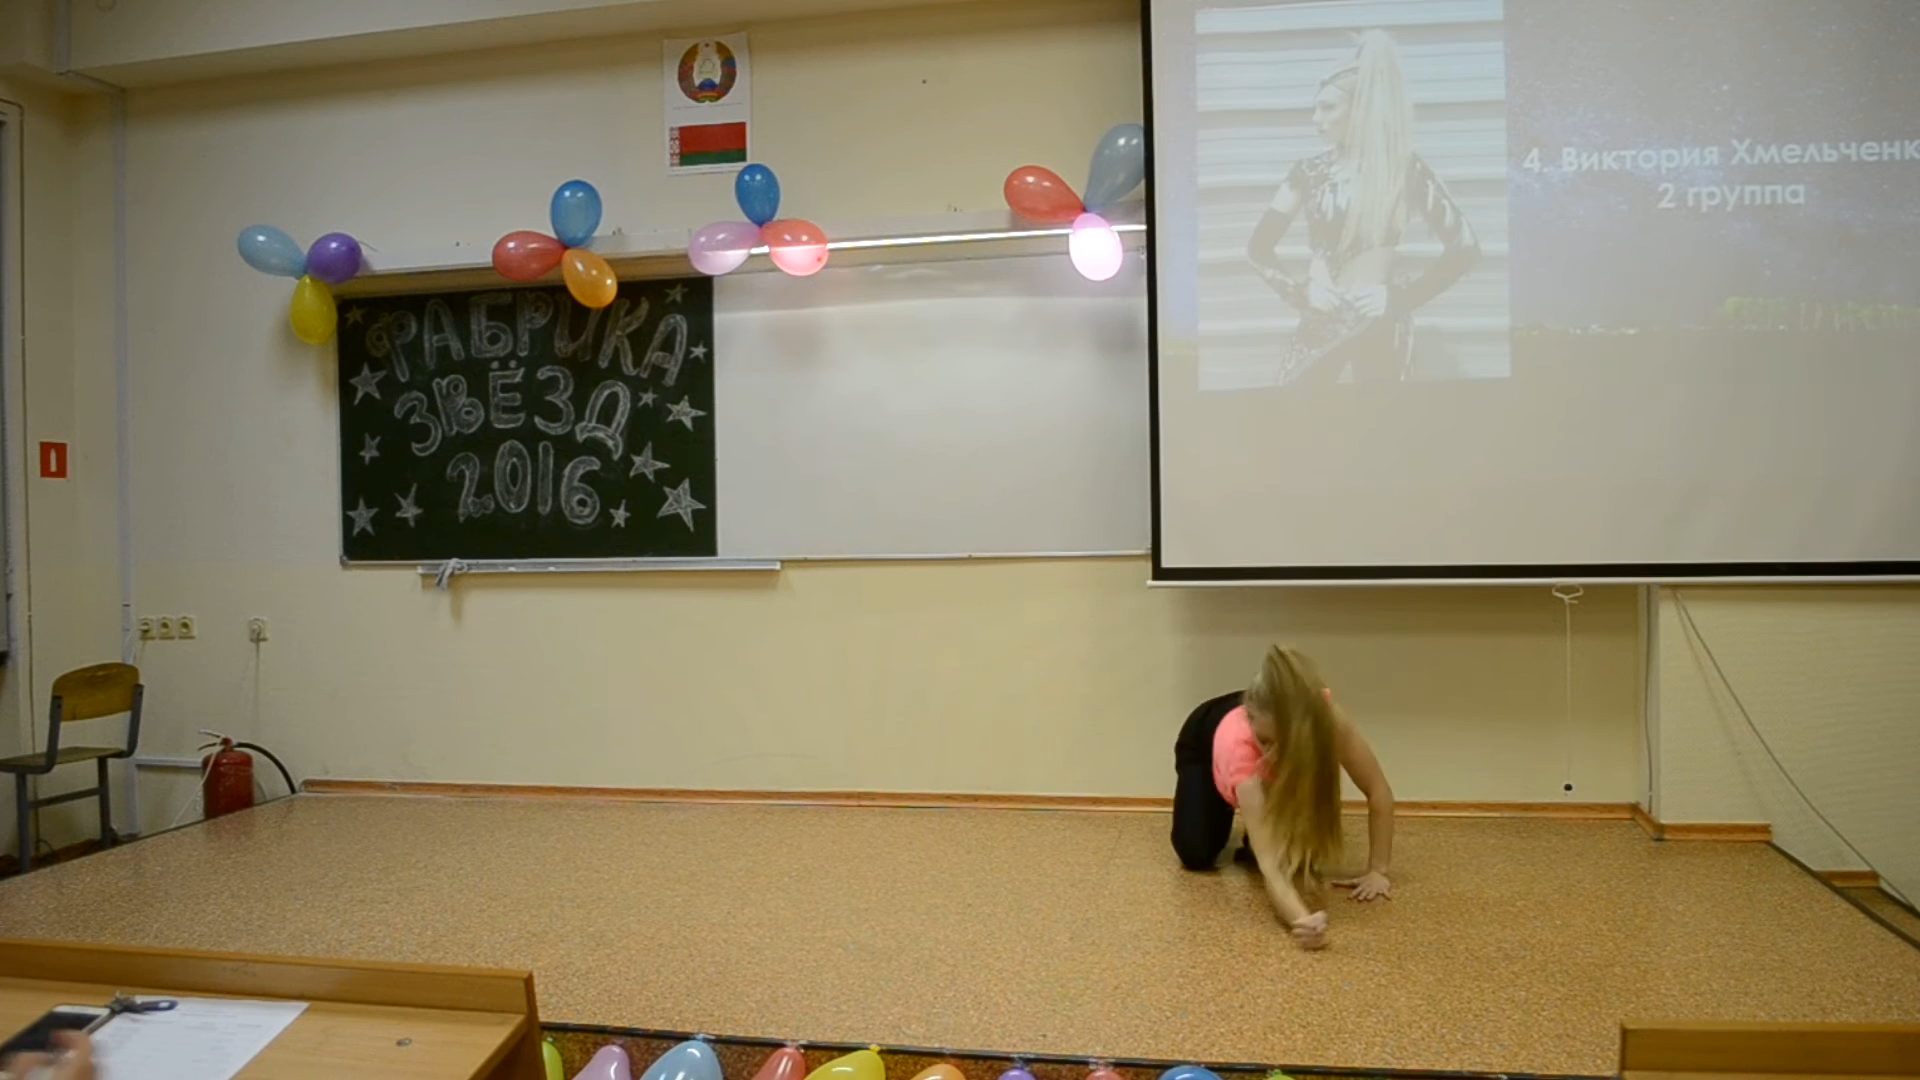 ФАБРИКА
ЗВЁЗД
2016
4. Виктория Хмельченк
2 группа